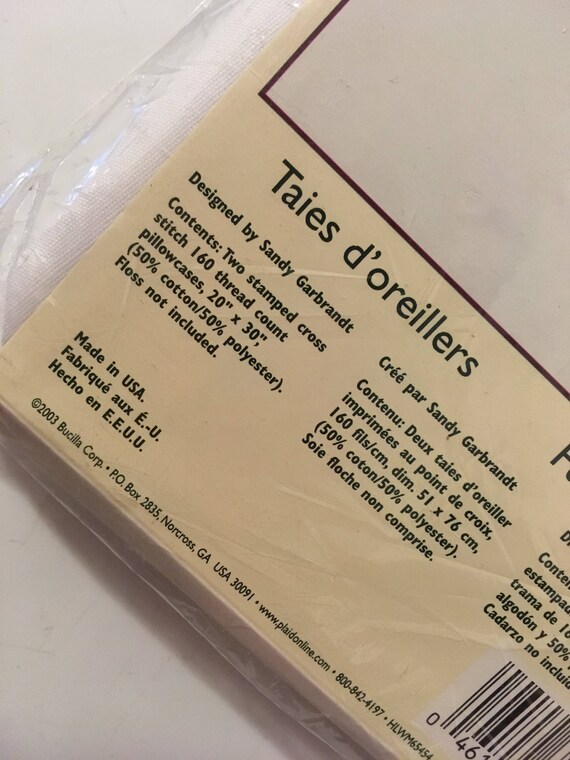 Taies d'oreillers
Designed by Sandy Garbrandt
Contents: Two stamped cross
stitch 160 thread count
pillowcases, 20" x 30"
(50% cotton/50% polyester).
Floss not included.
Made in USA.
Fabriqué aux É.-U.
Hecho en E.E.U.U.
©2003 Bucilla Corp. • P.O. Box 2835, Norcross, GA USA 30091 • www.plaidonline.com • 800-842-4197 • HLWM65454
Créé par Sandy Garbrandt
Contenu: Deux taies d'oreiller
imprimées au point de croix,
160 fils/cm, dim. 51 x 76 cm,
(50% coton/50% polyester).
Soie floche non comprise.
trama de
algodón y 50%
Cadarzo no
0 46